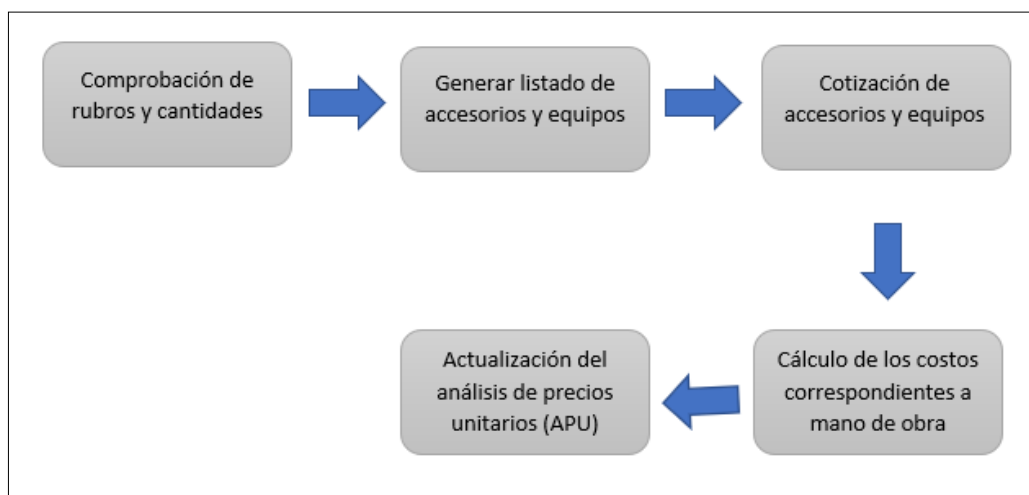 Comprobación de
rubros y cantidades
Generar listado de
accesorios y equipos
Cotización de
accesorios y equipos
Cálculo de los costos
correspondientes a
mano de obra
Actualización del
análisis de precios
unitarios (APU)